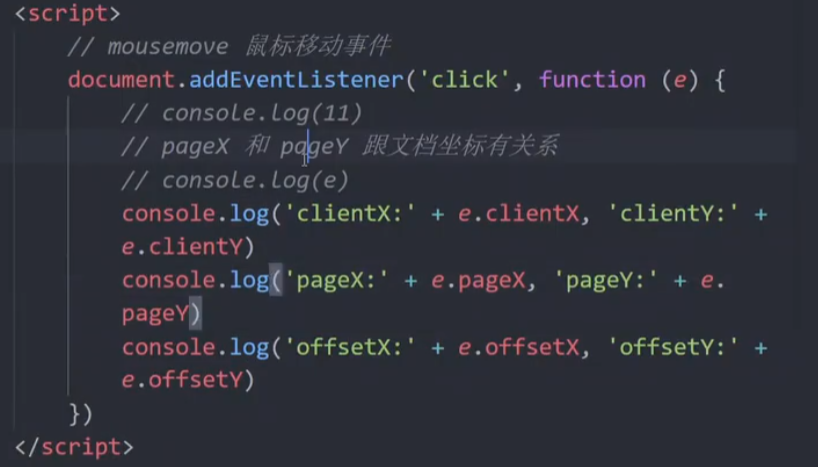 <script>
// mousemove 鼠标移动事件
document.addEventListener('click', function (e) {
// console.log(11)
// pageX 和 pageY 跟文档坐标有关系
// console.log(e)
console.log('clientX:' + e.clientX, 'clientY:' +
e.clientY)
console.log('pageX:' + e.pageX, 'pageY:' + e.
pageY)
console.log('offsetX:' + e.offsetX, 'offsetY:' +
e.offsetY)
})
</script>